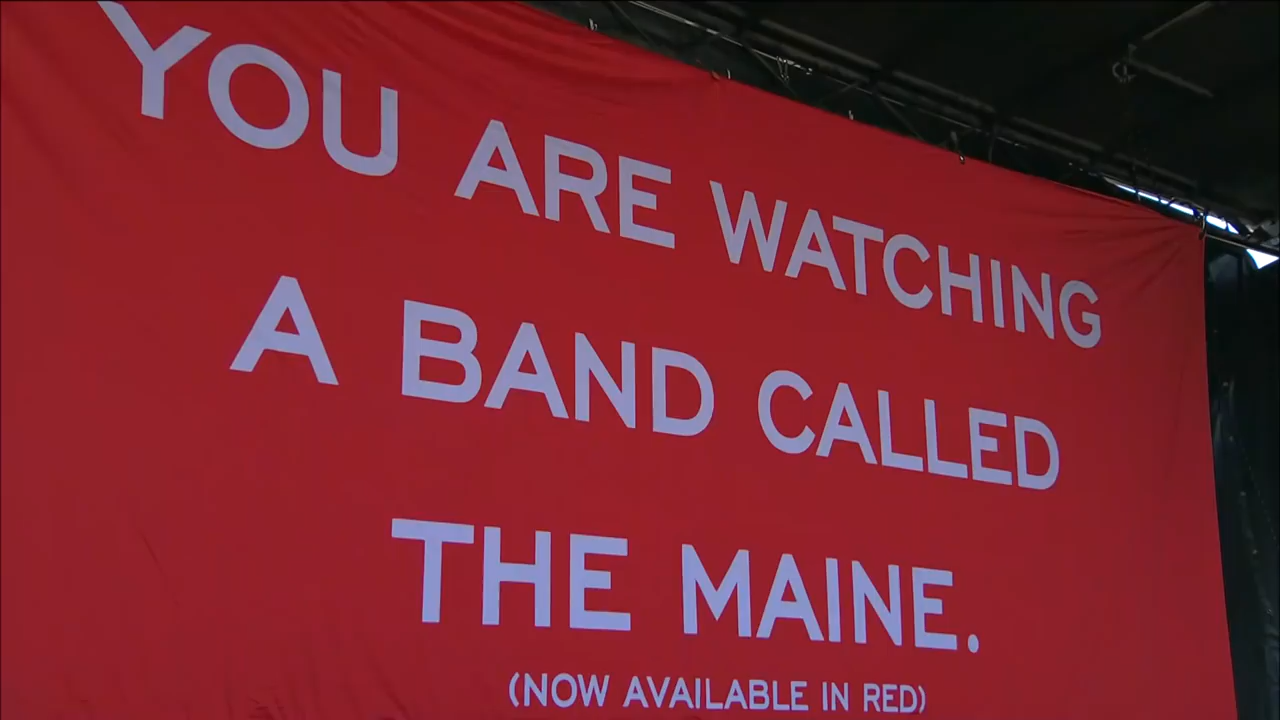 YOU ARE WATCHING
A BAND CALLED
THE MAINE.
(NOW AVAILABLE IN RED)